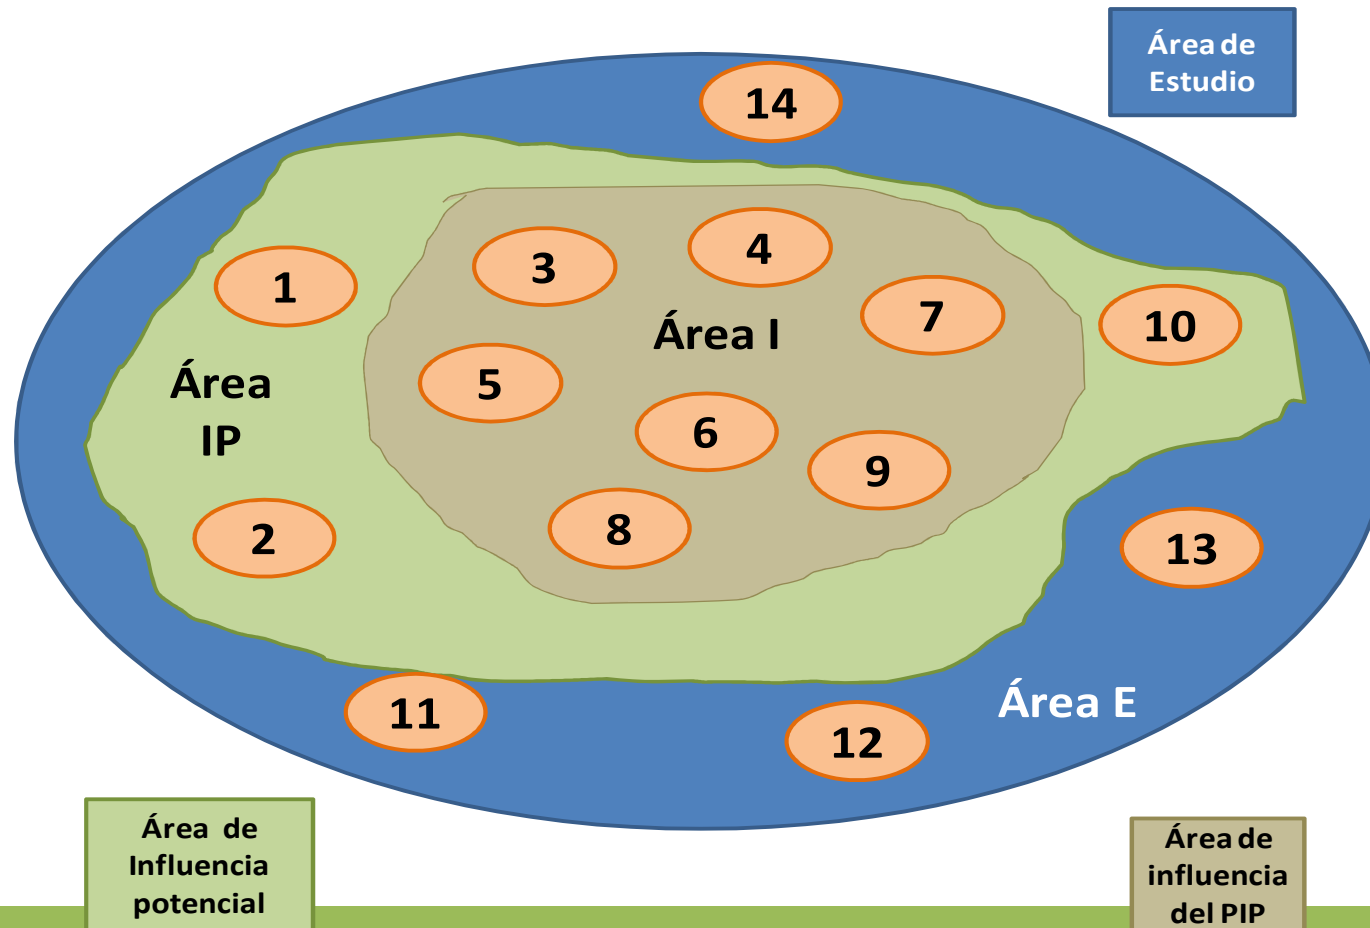 Área de
Estudio
14
3
4
1
7
10
Área I
5
Área
IP
6
9
8
2
13
11
12
Área E
Área de
Influencia
potencial
Área de
influencia
del PIP